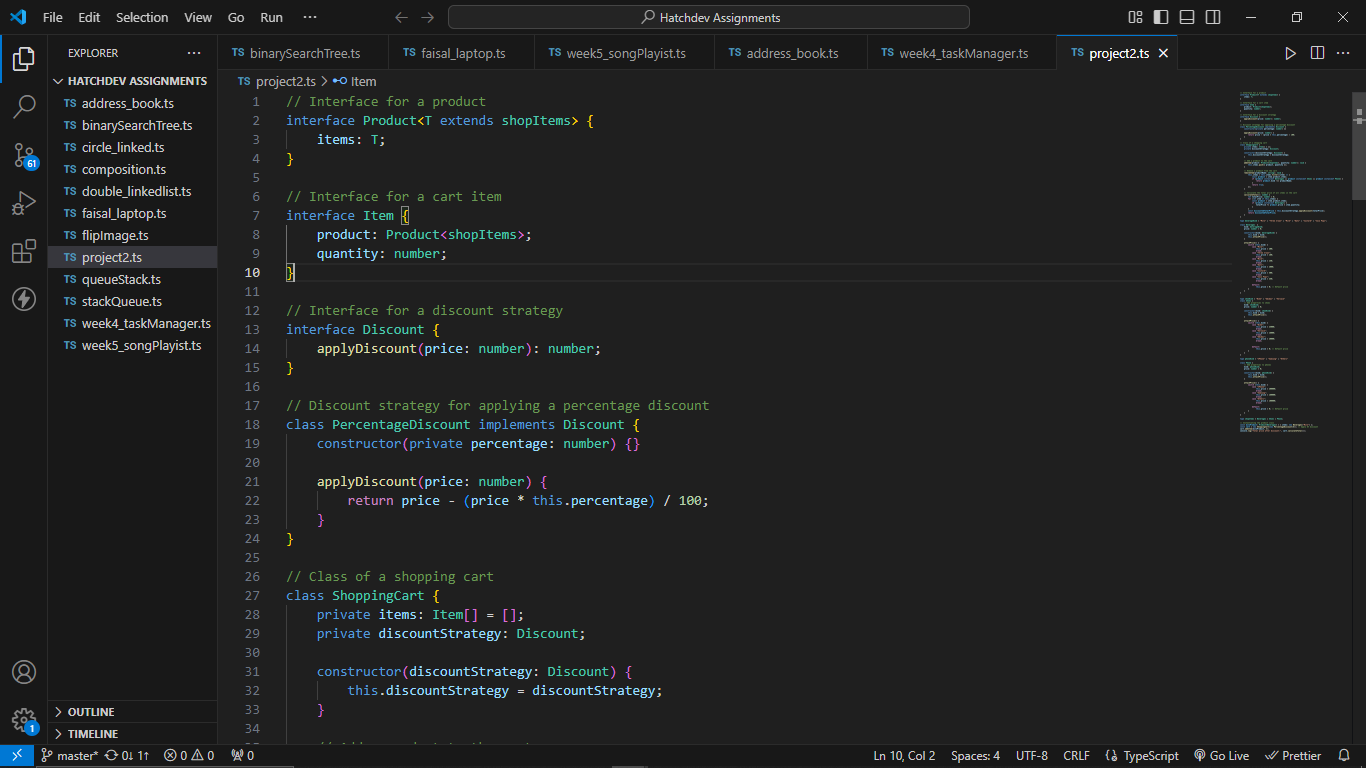 File Edit Selection View Go Run ··· Hatchdev Assignments
EXPLORER ···
TS binarySearchTree.ts TS faisal_laptop.ts TS week5_songPlayist.ts TS address_book.ts TS week4_taskManager.ts TS project2.ts
HATCHDEV ASSIGNMENTS
TS address_book.ts
TS binarySearchTree.ts
TS circle_linked.ts
TS composition.ts
TS double_linkedlist.ts
TS faisal_laptop.ts
TS flipImage.ts
TS project2.ts
TS queueStack.ts
TS stackQueue.ts
TS week4_taskManager.ts
TS week5_songPlayist.ts
61
OUTLINE
TIMELINE
1
TS project2.ts > Item
1 // Interface for a product
2 interface Product<T extends shopItems> {
3 items: T;
4 }
5
6 // Interface for a cart item
7 interface Item {
8 product: Product<shopItems>;
9 quantity: number;
10 }
11
12 // Interface for a discount strategy
13 interface Discount {
14 applyDiscount(price: number): number;
15 }
16
17 // Discount strategy for applying a percentage discount
18 class PercentageDiscount implements Discount {
19 constructor(private percentage: number) {}
20
21 applyDiscount(price: number) {
22 return price - (price * this.percentage) / 100;
23 }
24 }
25
26 // Class of a shopping cart
27 class ShoppingCart {
28 private items: Item[] = [];
29 private discountStrategy: Discount;
30
31 constructor(discountStrategy: Discount) {
32 this.discountStrategy = discountStrategy;
33 }
34
master* 0↓ 1↑ 0 0 0 Ln 10, Col 2 Spaces: 4 UTF-8 CRLF {} TypeScript Go Live Prettier